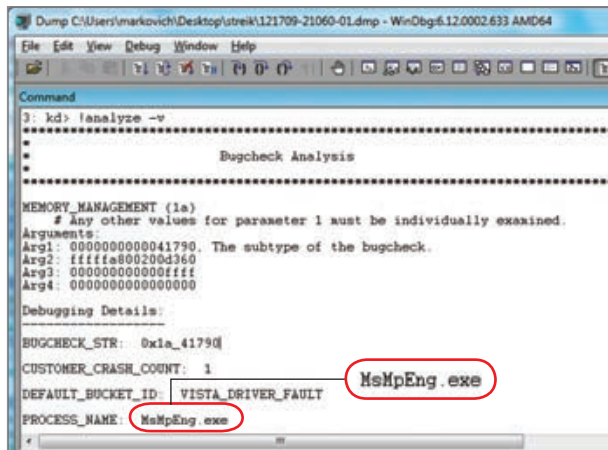 Dump C:\Users\markovich\Desktop\streik\121709-21060-01.dmp - WinDbg:6.12.0002.633 AMD64
File Edit View Debug Window Help
Command
3: kd> !analyze -v
*******************************************************************************
*
* Bugcheck Analysis
*
*******************************************************************************
MEMORY_MANAGEMENT (1a)
# Any other values for parameter 1 must be individually examined.
Arguments:
Arg1: 0000000000041790, The subtype of the bugcheck.
Arg2: fffffa800200d360
Arg3: 000000000000ffff
Arg4: 0000000000000000
Debugging Details:
------------------
BUGCHECK_STR: 0x1a_41790
CUSTOMER_CRASH_COUNT: 1
DEFAULT_BUCKET_ID: VISTA_DRIVER_FAULT
MsMpEng.exe
PROCESS_NAME: MsMpEng.exe